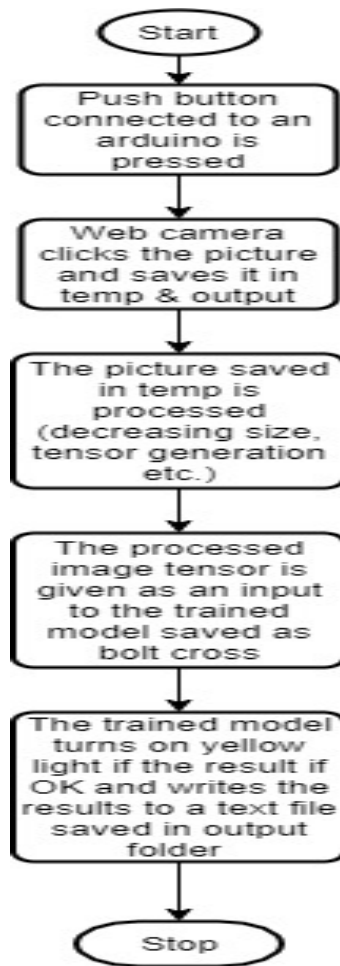 Start
Push button
connected to an
arduino is
pressed
Web camera
clicks the picture
and saves it in
temp & output
The picture saved
in temp is
processed
(decreasing size,
tensor generation
etc.)
The processed
image tensor is
given as an input
to the trained
model saved as
bolt cross
The trained model
turns on yellow
light if the result if
OK and writes the
results to a text file
saved in output
folder
Stop